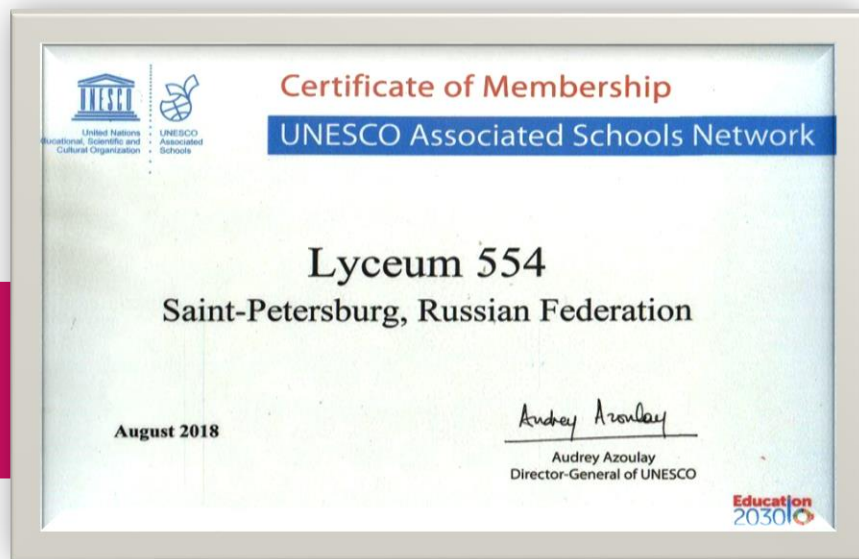 Certificate of Membership
UNESCO Associated Schools Network
UNESCO
United Nations
ducational, Scientific and
Cultural Organization
UNESCO
Associated
Schools
Lyceum 554
Saint-Petersburg, Russian Federation
August 2018
Audrey Azoulay
Audrey Azoulay
Director-General of UNESCO
Education
2030